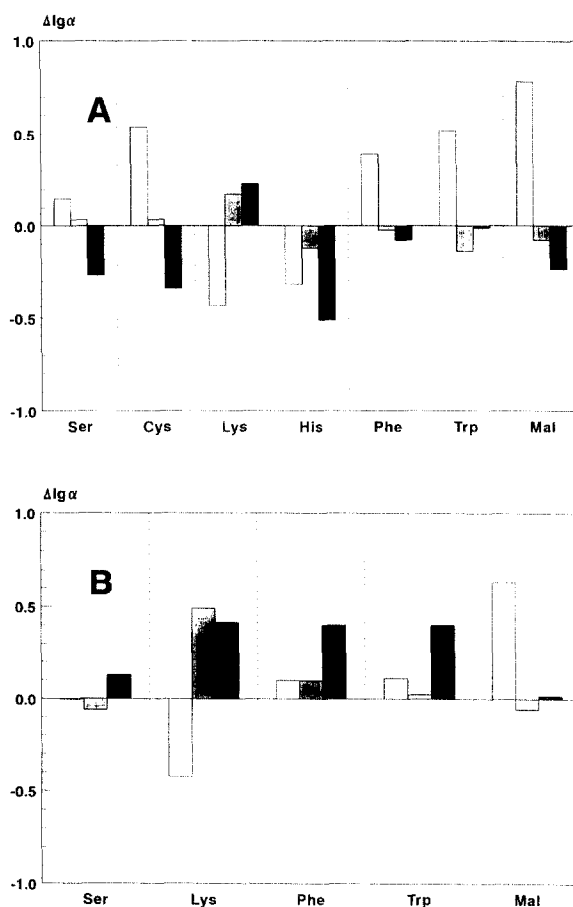 Δlgα
1.0
A
0.5
0.0
-0.5
-1.0
Ser Cys Lys His Phe Trp Mal
Δlgα
1.0
B
0.5
0.0
-0.5
-1.0
Ser Lys Phe Trp Mal